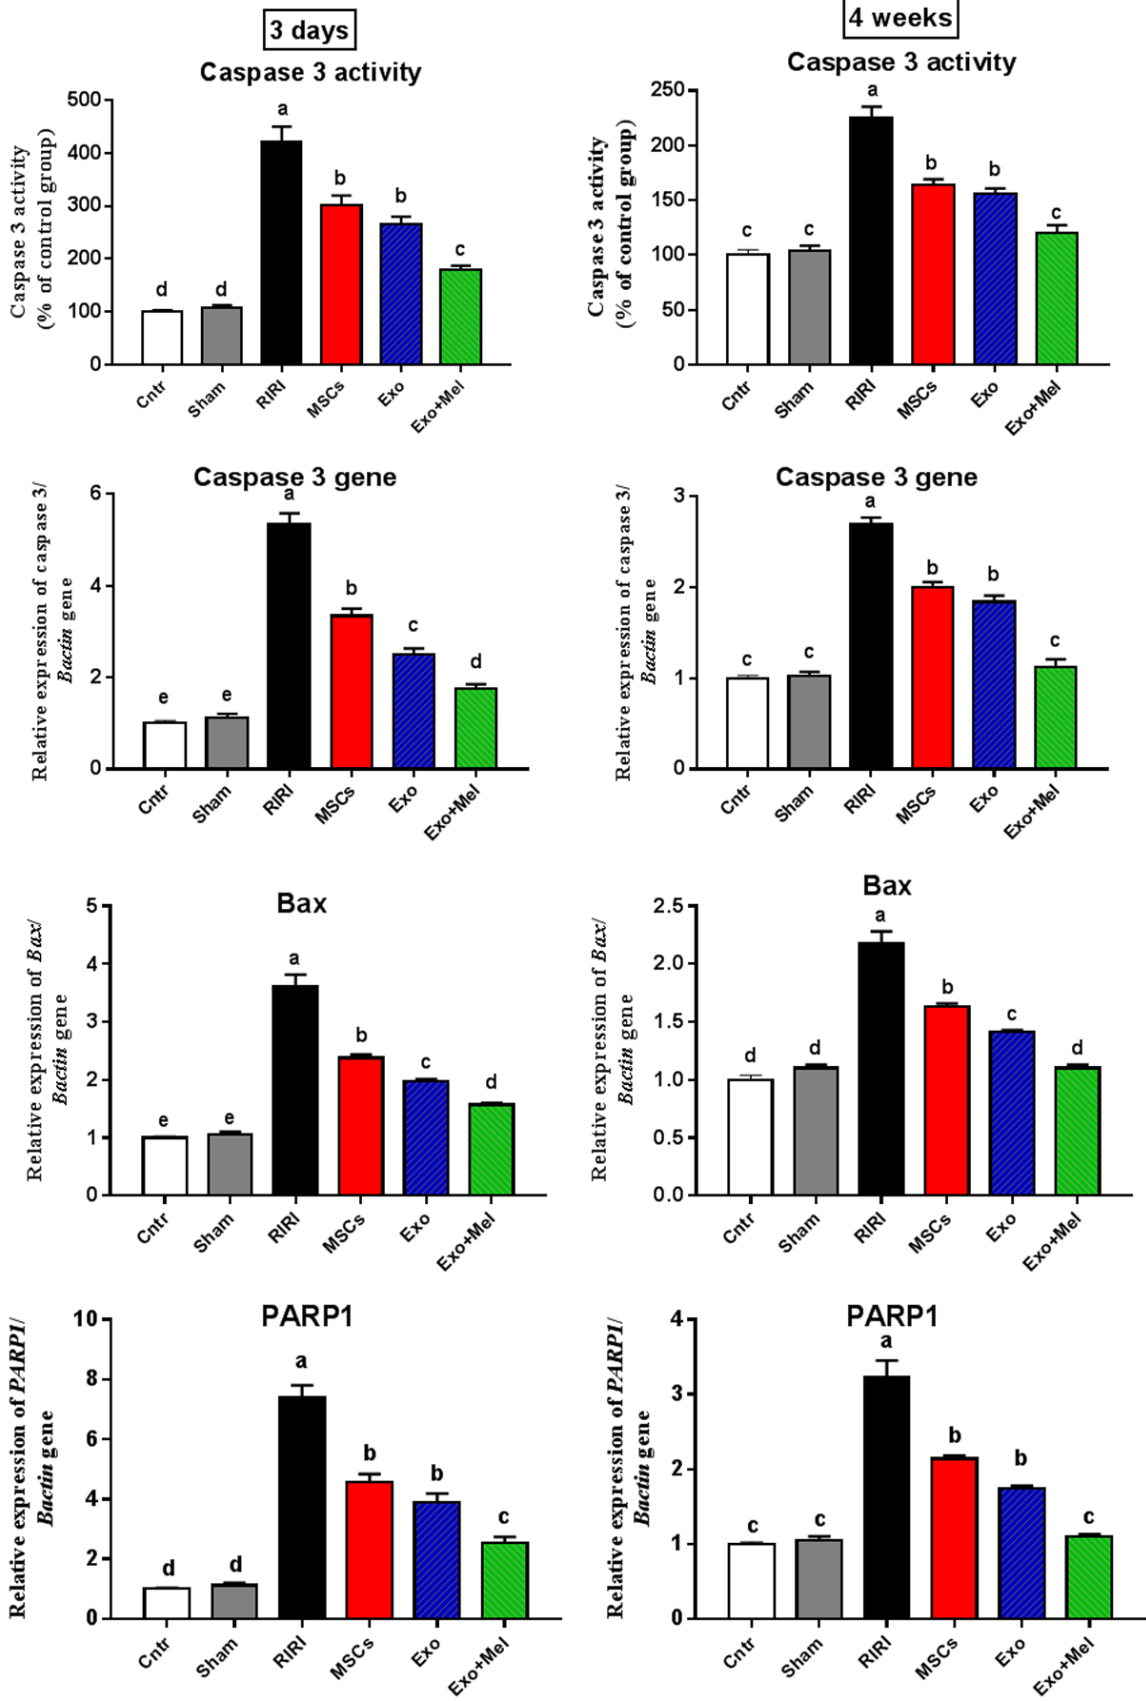 3 days
4 weeks
Caspase 3 activity
Caspase 3 activity (% of control group)
500
400
300
200
100
0
d
d
a
b
b
c
Cntr
Sham
RIRI
MSCs
Exo
Exo+Mel
Caspase 3 activity
Caspase 3 activity (% of control group)
250
200
150
100
50
0
c
c
a
b
b
c
Cntr
Sham
RIRI
MSCs
Exo
Exo+Mel
Caspase 3 gene
Relative expression of caspase 3/
Bactin gene
6
4
2
0
e
e
a
b
c
d
Cntr
Sham
RIRI
MSCs
Exo
Exo+Mel
Caspase 3 gene
Relative expression of caspase 3/
Bactin gene
3
2
1
0
c
c
a
b
b
c
Cntr
Sham
RIRI
MSCs
Exo
Exo+Mel
Bax
Relative expression of Bax/
Bactin gene
5
4
3
2
1
0
e
e
a
b
c
d
Cntr
Sham
RIRI
MSCs
Exo
Exo+Mel
Bax
Relative expression of Bax/
Bactin gene
2.5
2.0
1.5
1.0
0.5
0.0
d
d
a
b
c
d
Cntr
Sham
RIRI
MSCs
Exo
Exo+Mel
PARP1
Relative expression of PARP1/
Bactin gene
10
8
6
4
2
0
d
d
a
b
b
c
Cntr
Sham
RIRI
MSCs
Exo
Exo+Mel
PARP1
Relative expression of PARP1/
Bactin gene
4
3
2
1
0
c
c
a
b
b
c
Cntr
Sham
RIRI
MSCs
Exo
Exo+Mel